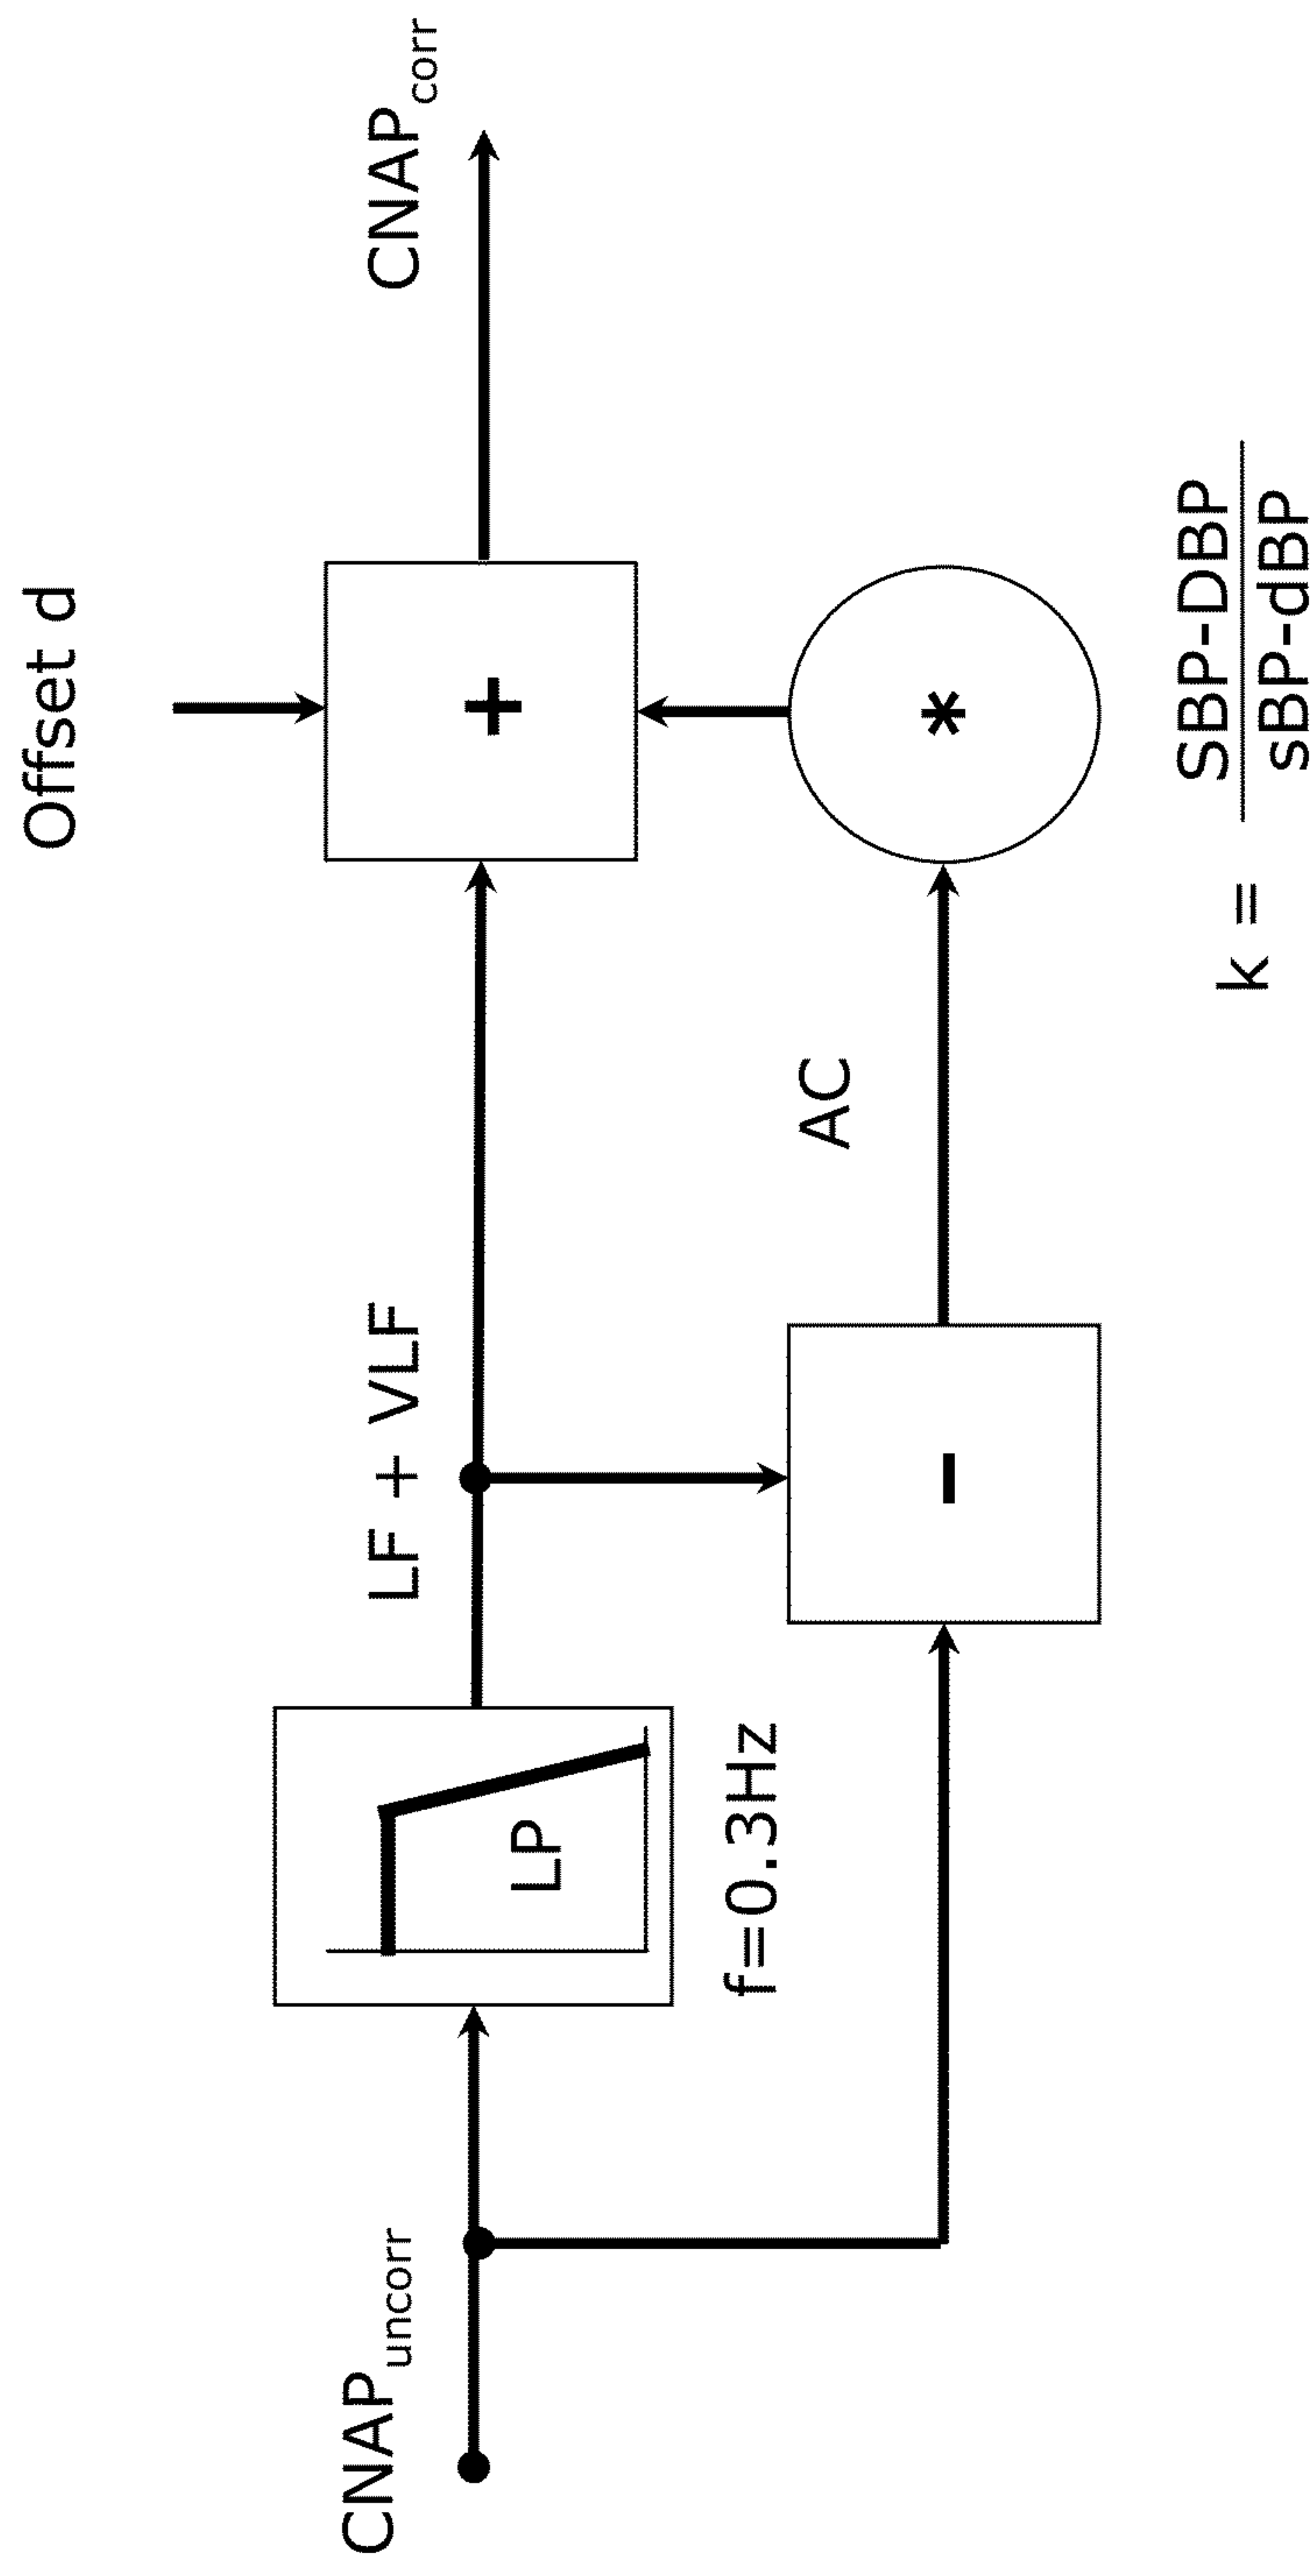 Offset d
CNAPuncorr
LF + VLF
CNAPcorr
LP
+
f=0.3Hz
AC
-
*
k = SBP-DBP
sBP-dBP